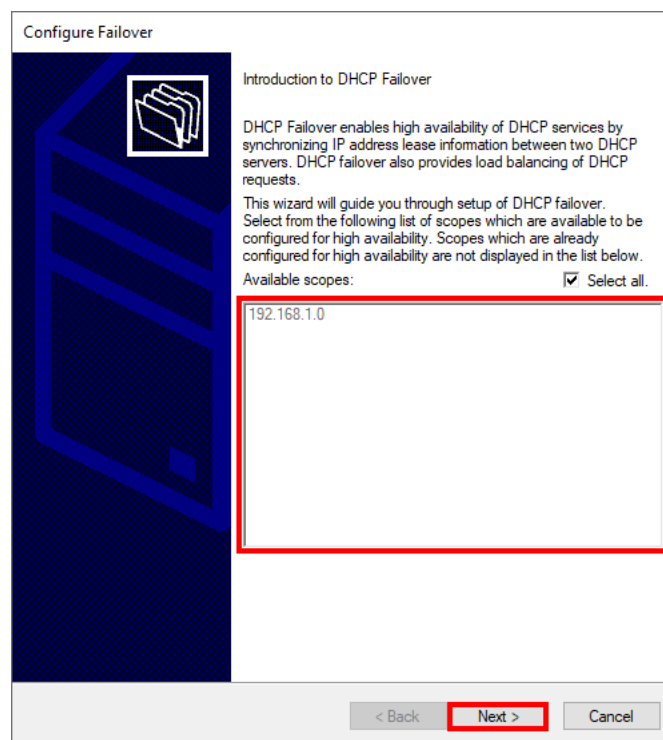 Configure Failover
Introduction to DHCP Failover
DHCP Failover enables high availability of DHCP services by
synchronizing IP address lease information between two DHCP
servers. DHCP failover also provides load balancing of DHCP
requests.
This wizard will guide you through setup of DHCP failover.
Select from the following list of scopes which are available to be
configured for high availability. Scopes which are already
configured for high availability are not displayed in the list below.
Available scopes:
Select all.
192.168.1.0
< Back
Next >
Cancel